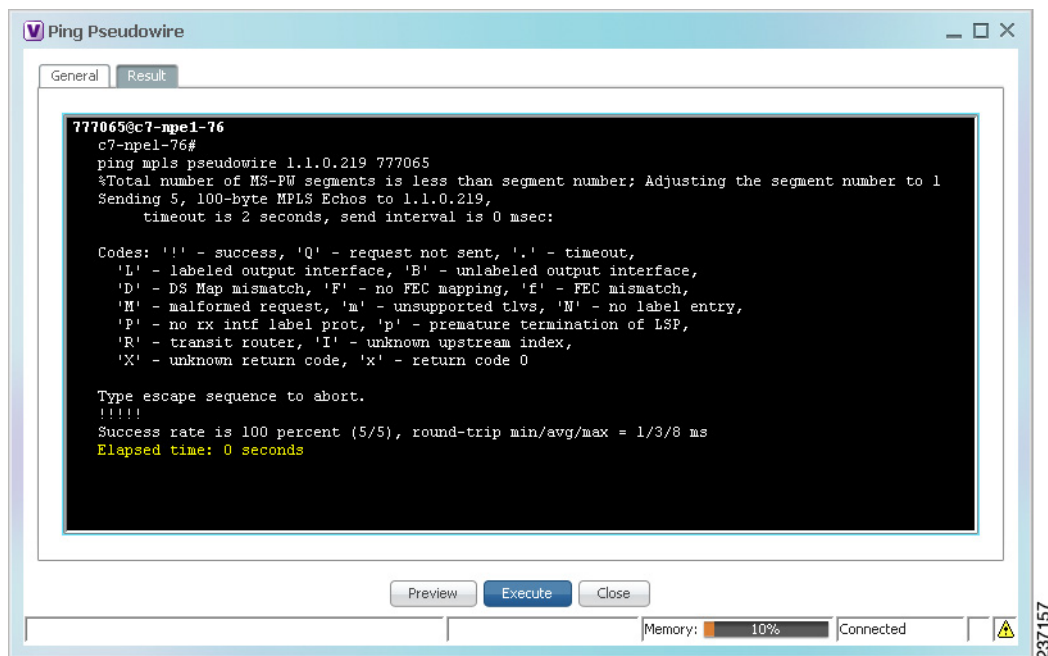 V Ping Pseudowire
General Result
777065@c7-npe1-76
c7-npe1-76#
ping mpls pseudowire 1.1.0.219 777065
%Total number of MS-PW segments is less than segment number; Adjusting the segment number to 1
Sending 5, 100-byte MPLS Echos to 1.1.0.219,
timeout is 2 seconds, send interval is 0 msec:
Codes: '!' - success, 'Q' - request not sent, '.' - timeout,
'L' - labeled output interface, 'B' - unlabeled output interface,
'D' - DS Map mismatch, 'F' - no FEC mapping, 'f' - FEC mismatch,
'M' - malformed request, 'm' - unsupported tlvs, 'N' - no label entry,
'P' - no rx intf label prot, 'p' - premature termination of LSP,
'R' - transit router, 'I' - unknown upstream index,
'X' - unknown return code, 'x' - return code 0
Type escape sequence to abort.
!!!!!
Success rate is 100 percent (5/5), round-trip min/avg/max = 1/3/8 ms
Elapsed time: 0 seconds
Preview Execute Close
Memory: 10% Connected
237157